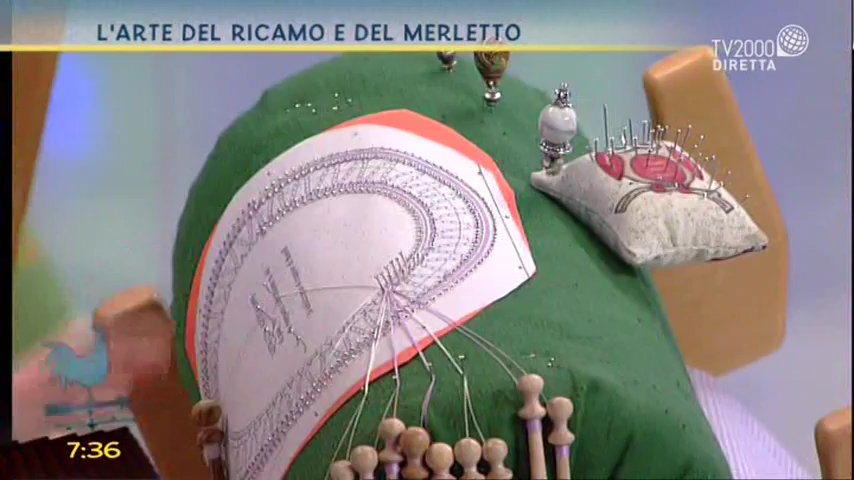 L'ARTE DEL RICAMO E DEL MERLETTO
TV2000
DIRETTA
7:36